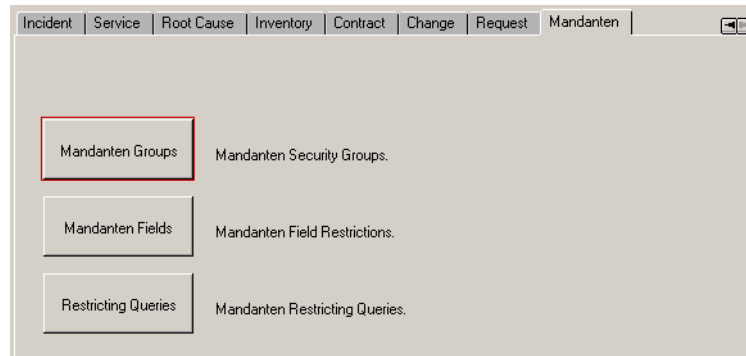 Incident Service Root Cause Inventory Contract Change Request Mandanten
Mandanten Groups Mandanten Security Groups.
Mandanten Fields Mandanten Field Restrictions.
Restricting Queries Mandanten Restricting Queries.